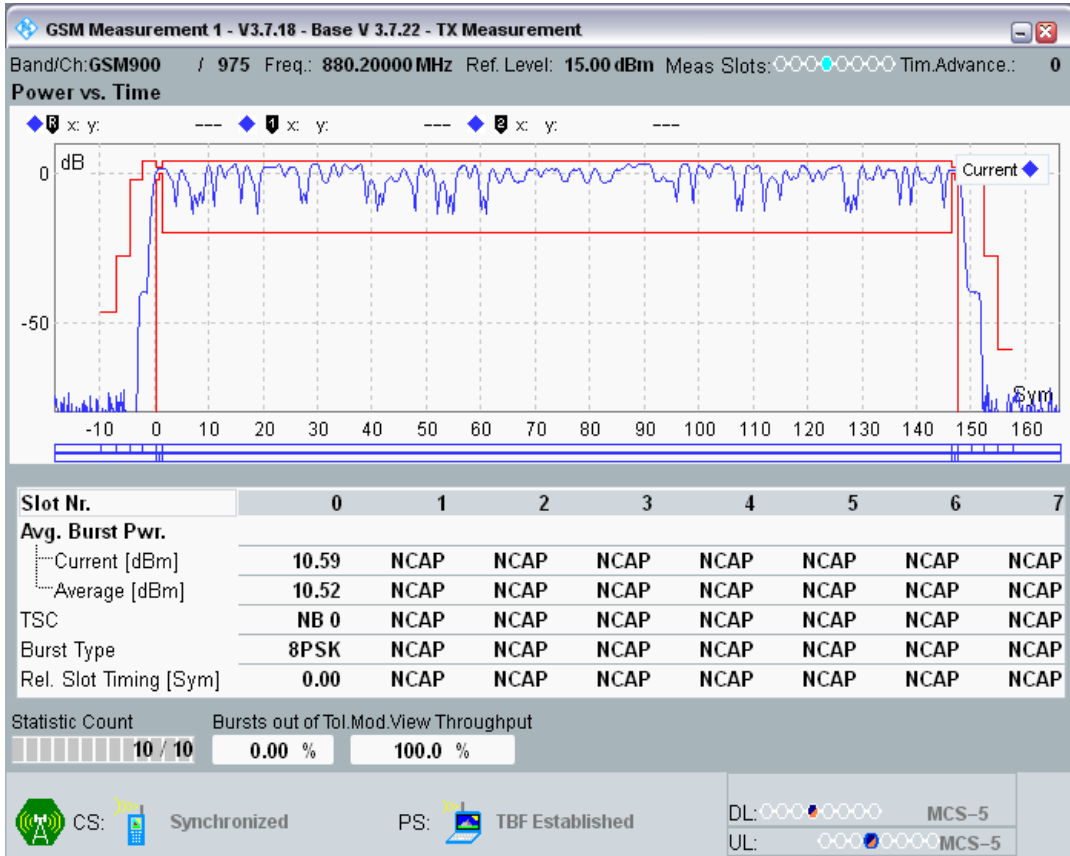 GSM Measurement 1 - V3.7.18 - Base V 3.7.22 - TX Measurement
Band/Ch:GSM900 / 975 Freq.: 880.20000 MHz Ref. Level: 15.00 dBm Meas Slots: Tim.Advance.: 0
Power vs. Time
R x: y: --- 1 x: y: --- 2 x: y: ---
dB
Current
0
-50
Sym
-10 0 10 20 30 40 50 60 70 80 90 100 110 120 130 140 150 160
Slot Nr. 0 1 2 3 4 5 6 7
Avg. Burst Pwr.
Current [dBm] 10.59 NCAP NCAP NCAP NCAP NCAP NCAP NCAP
Average [dBm] 10.52 NCAP NCAP NCAP NCAP NCAP NCAP NCAP
TSC NB 0 NCAP NCAP NCAP NCAP NCAP NCAP NCAP
Burst Type 8PSK NCAP NCAP NCAP NCAP NCAP NCAP NCAP
Rel. Slot Timing [Sym] 0.00 NCAP NCAP NCAP NCAP NCAP NCAP NCAP
Statistic Count Bursts out of Tol.Mod.View Throughput
10 / 10 0.00 % 100.0 %
CS: Synchronized PS: TBF Established
DL: MCS-5
UL: MCS-5